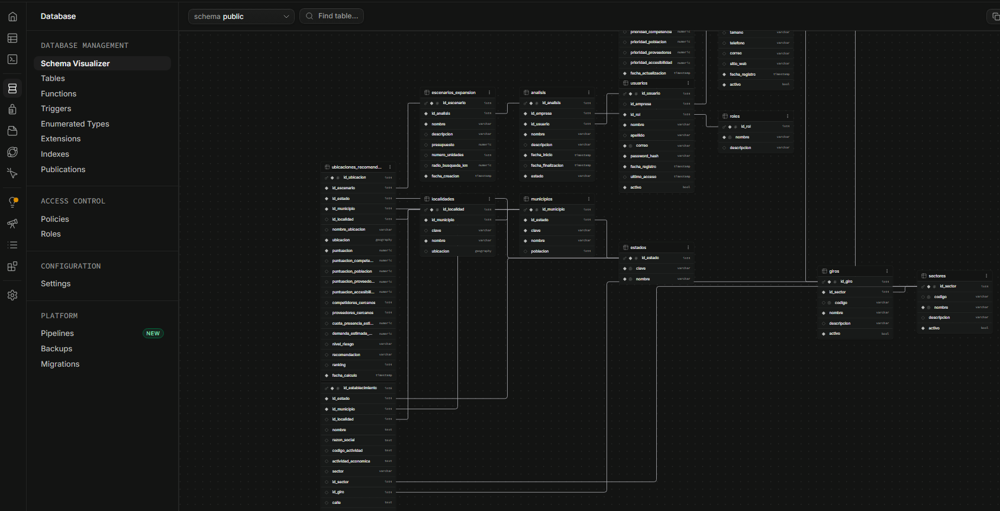 Database
schema public
Find table...
DATABASE MANAGEMENT
Schema Visualizer
Tables
Functions
Triggers
Enumerated Types
Extensions
Indexes
Publications
ACCESS CONTROL
Policies
Roles
CONFIGURATION
Settings
PLATFORM
Pipelines NEW
Backups
Migrations
prioridad_competencia numeric
prioridad_poblacion numeric
prioridad_proveedores numeric
prioridad_accesibilidad numeric
fecha_actualizacion timestamp
tamano varchar
telefono varchar
correo varchar
sitio_web varchar
fecha_registro timestamp
activo bool
usuarios
id_usuario int4
id_empresa int4
id_rol int4
nombre varchar
apellido varchar
correo varchar
password_hash varchar
fecha_registro timestamp
ultimo_acceso timestamp
activo bool
roles
id_rol int4
nombre varchar
descripcion varchar
escenarios_expansion
id_escenario int4
id_analisis int4
nombre varchar
descripcion varchar
presupuesto numeric
numero_unidades int4
radio_busqueda_km numeric
fecha_creacion timestamp
analisis
id_analisis int4
id_empresa int4
id_usuario int4
nombre varchar
descripcion varchar
fecha_inicio timestamp
fecha_finalizacion timestamp
estado varchar
ubicaciones_recomend...
id_ubicacion int4
id_escenario int4
id_estado int4
id_municipio int4
id_localidad int4
nombre_ubicacion varchar
ubicacion geography
puntuacion numeric
puntuacion_compete... numeric
puntuacion_poblacion numeric
puntuacion_proveedo... numeric
puntuacion_accesibili... numeric
competidores_cercanos int4
proveedores_cercanos int4
cuota_presencia_esti... numeric
demanda_estimada_... numeric
nivel_riesgo varchar
recomendacion varchar
ranking int4
fecha_calculo timestamp
localidades
id_localidad int4
id_municipio int4
clave varchar
nombre varchar
ubicacion geography
municipios
id_municipio int4
id_estado int4
clave varchar
nombre varchar
poblacion int4
estados
id_estado int4
clave varchar
nombre varchar
giros
id_giro int4
id_sector int4
codigo varchar
nombre varchar
descripcion varchar
activo bool
sectores
id_sector int4
codigo varchar
nombre varchar
descripcion varchar
activo bool
id_establecimiento int8
id_estado int4
id_municipio int4
id_localidad int4
nombre text
razon_social text
codigo_actividad text
actividad_economica text
sector varchar
id_sector int4
id_giro int4
calle text